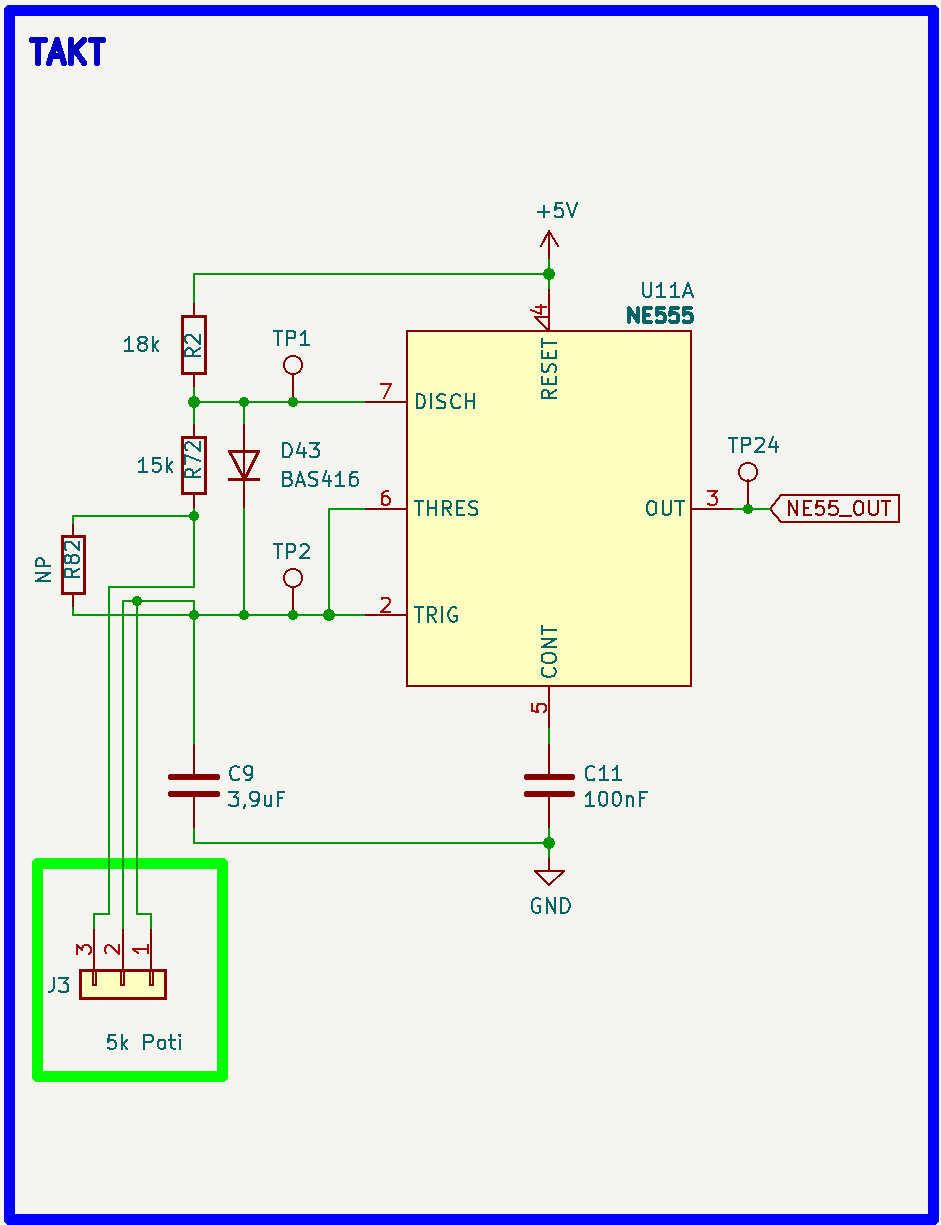 TAKT
+5V
U11A
NE555
4
RESET
18k
R2
TP1
7
DISCH
15k
R72
D43
BAS416
TP24
6
THRES
OUT
3
NE55_OUT
NP
R82
TP2
2
TRIG
CONT
5
C9
3,9uF
C11
100nF
GND
3
2
1
J3
5k Poti